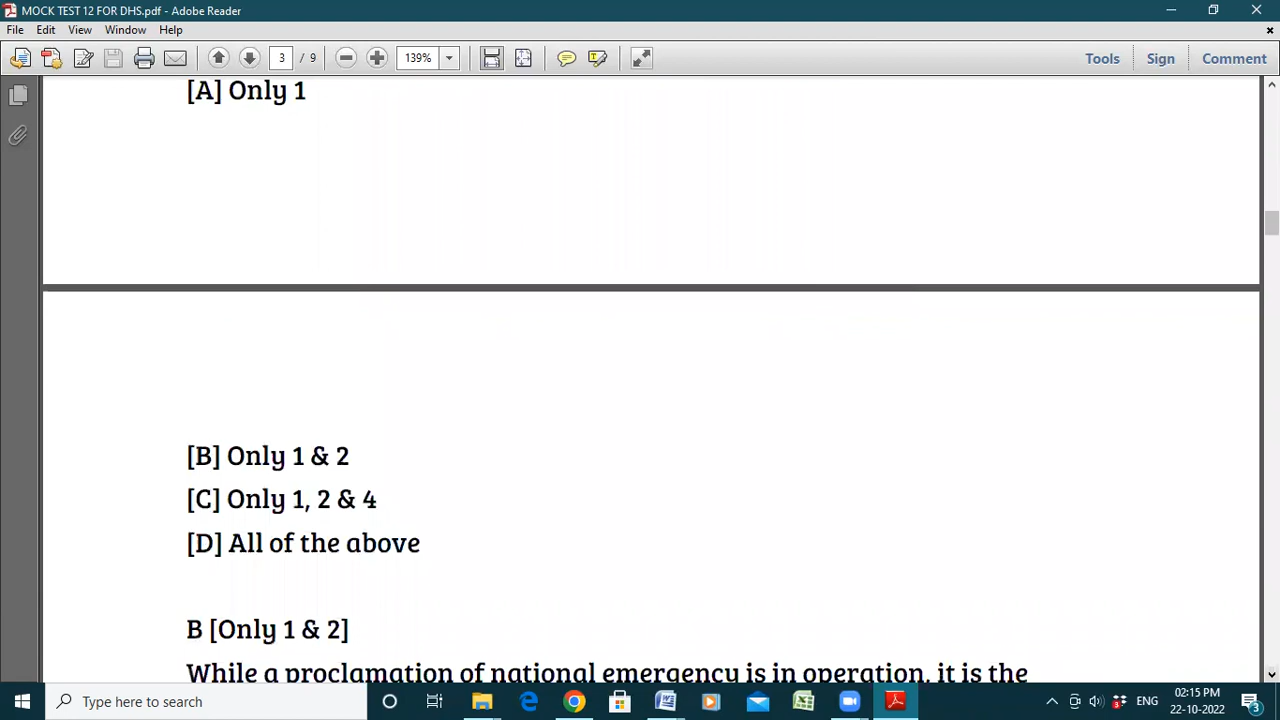 MOCK TEST 12 FOR DHS.pdf - Adobe Reader
File Edit View Window Help
3 / 9 139% Tools Sign Comment
[A] Only 1
[B] Only 1 & 2
[C] Only 1, 2 & 4
[D] All of the above
B [Only 1 & 2]
While a proclamation of national emergency is in operation, it is the
Type here to search
ENG
02:15 PM
22-10-2022
3